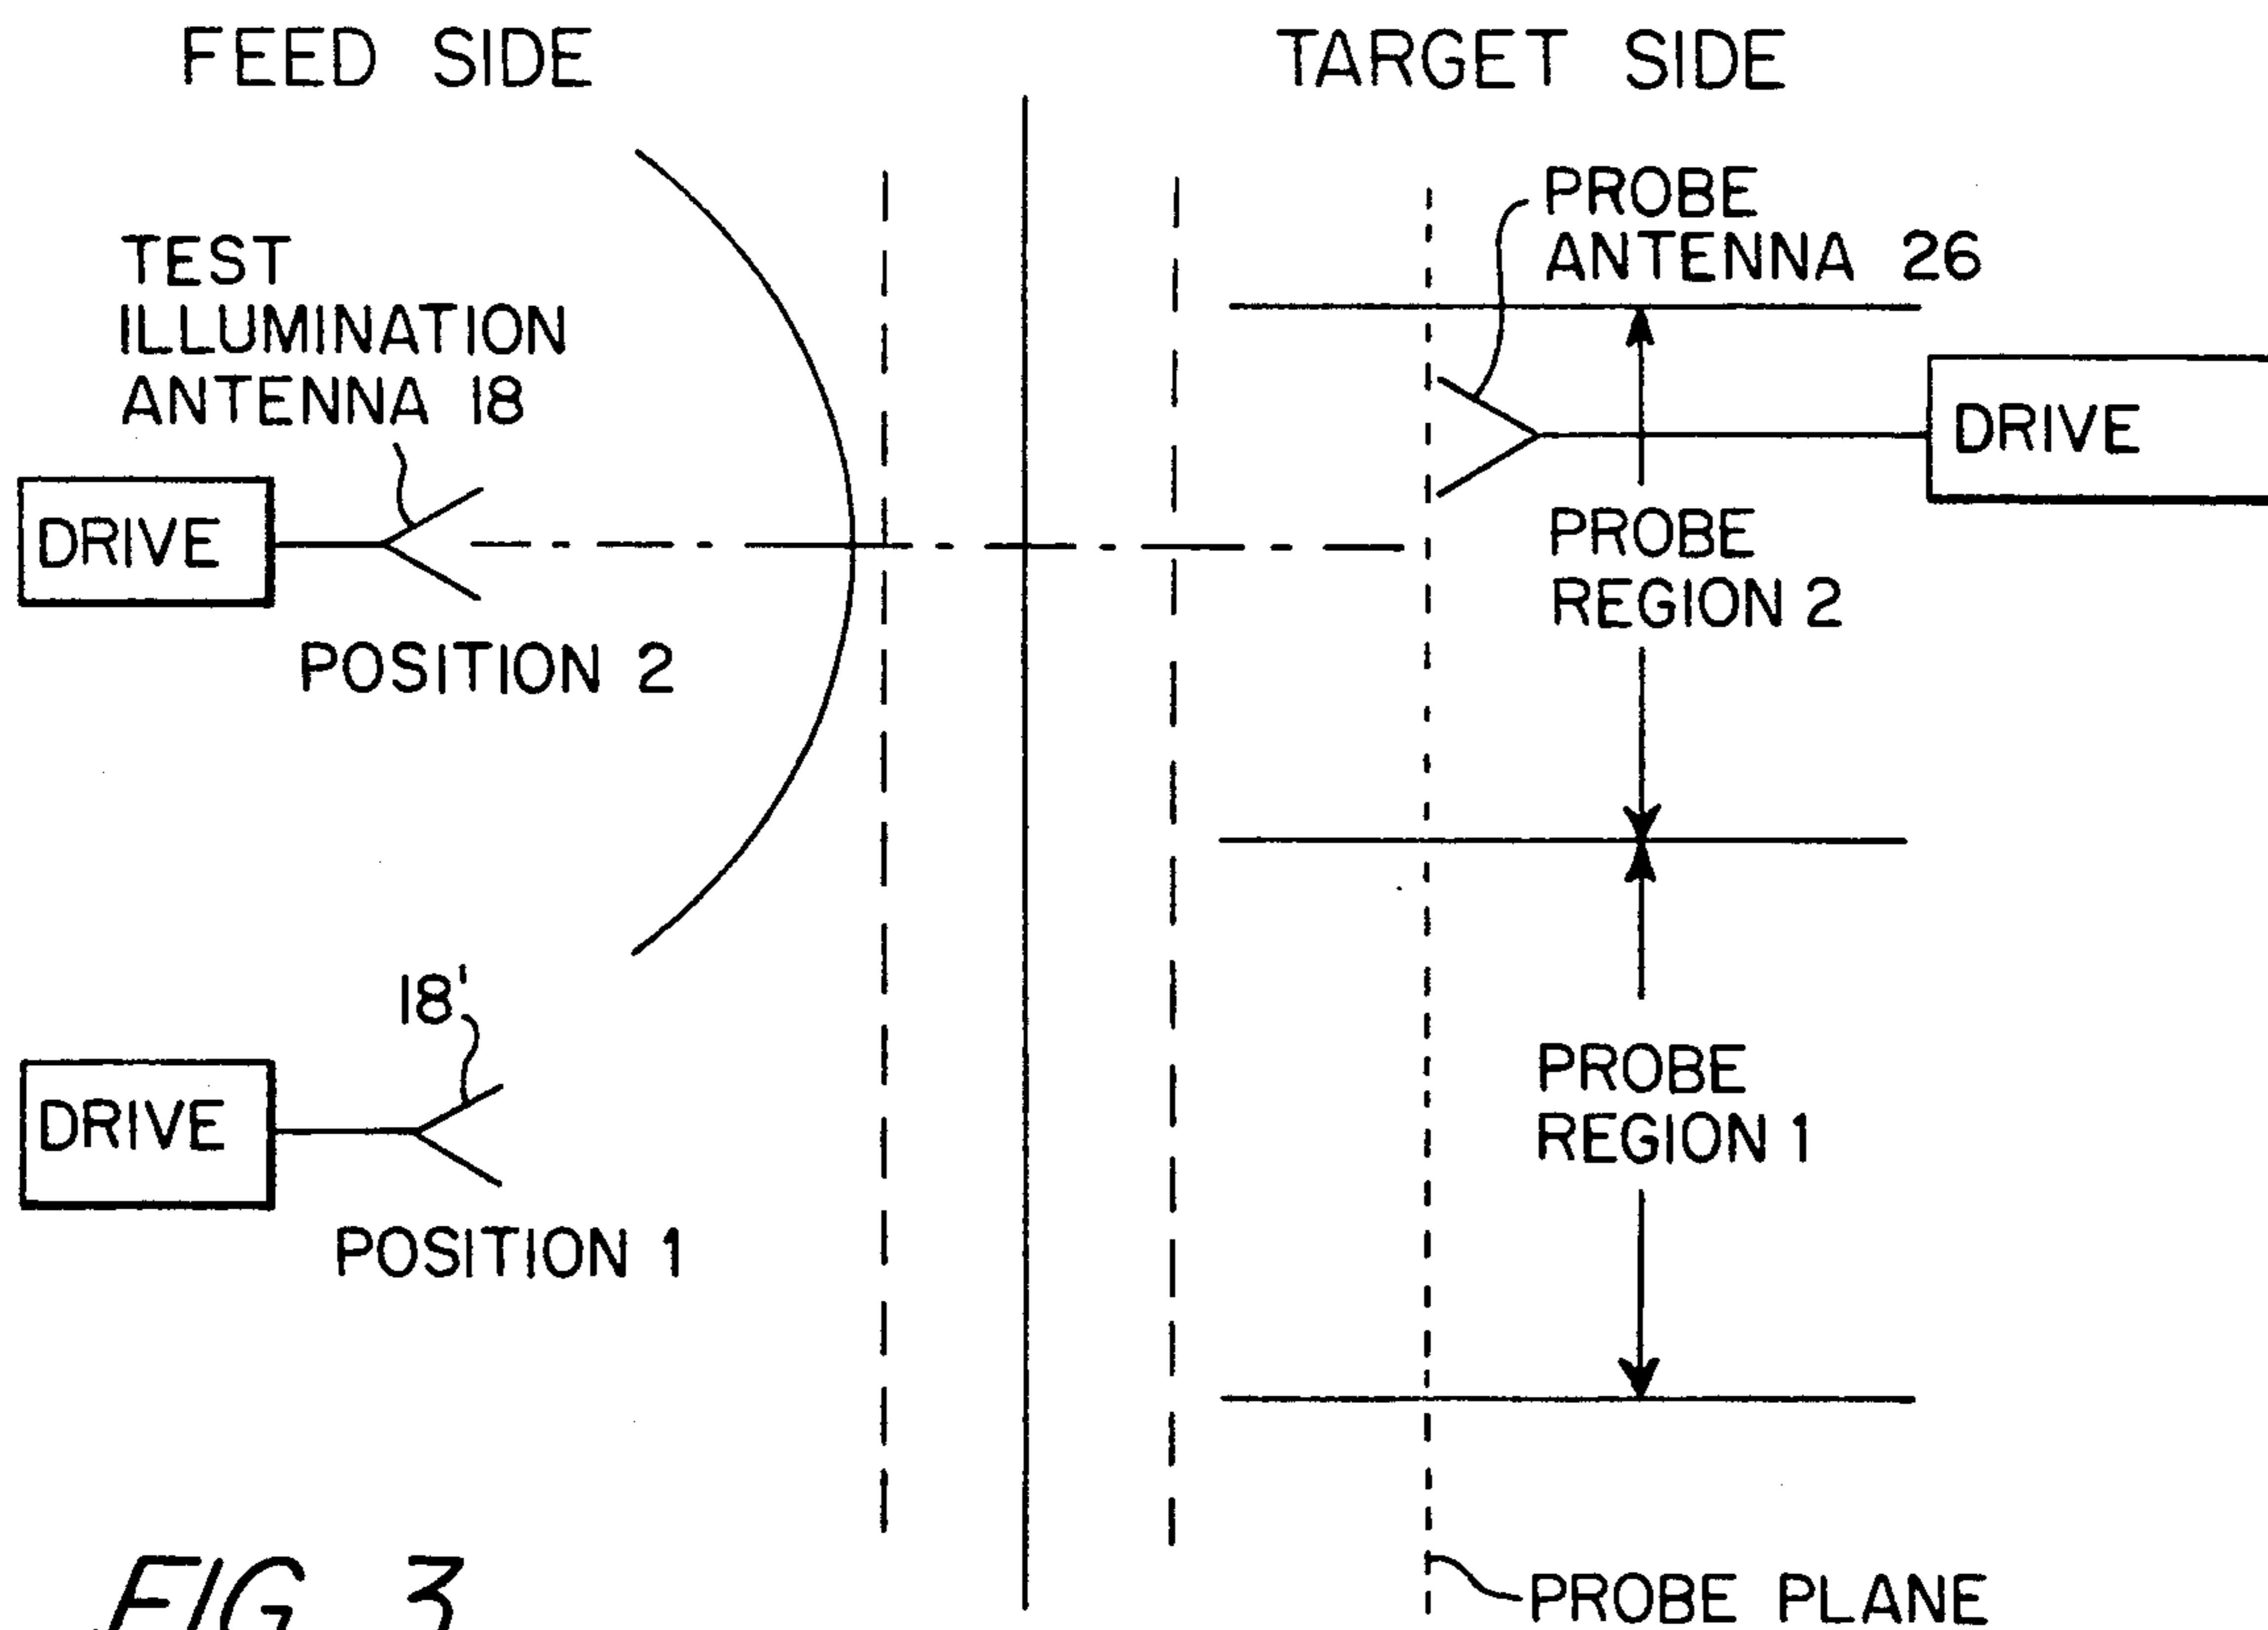 FEED SIDE
TARGET SIDE
TEST
ILLUMINATION
ANTENNA 18
DRIVE
POSITION 2
18'
DRIVE
POSITION 1
PROBE
ANTENNA 26
DRIVE
PROBE
REGION 2
PROBE
REGION 1
PROBE PLANE
FIG 3